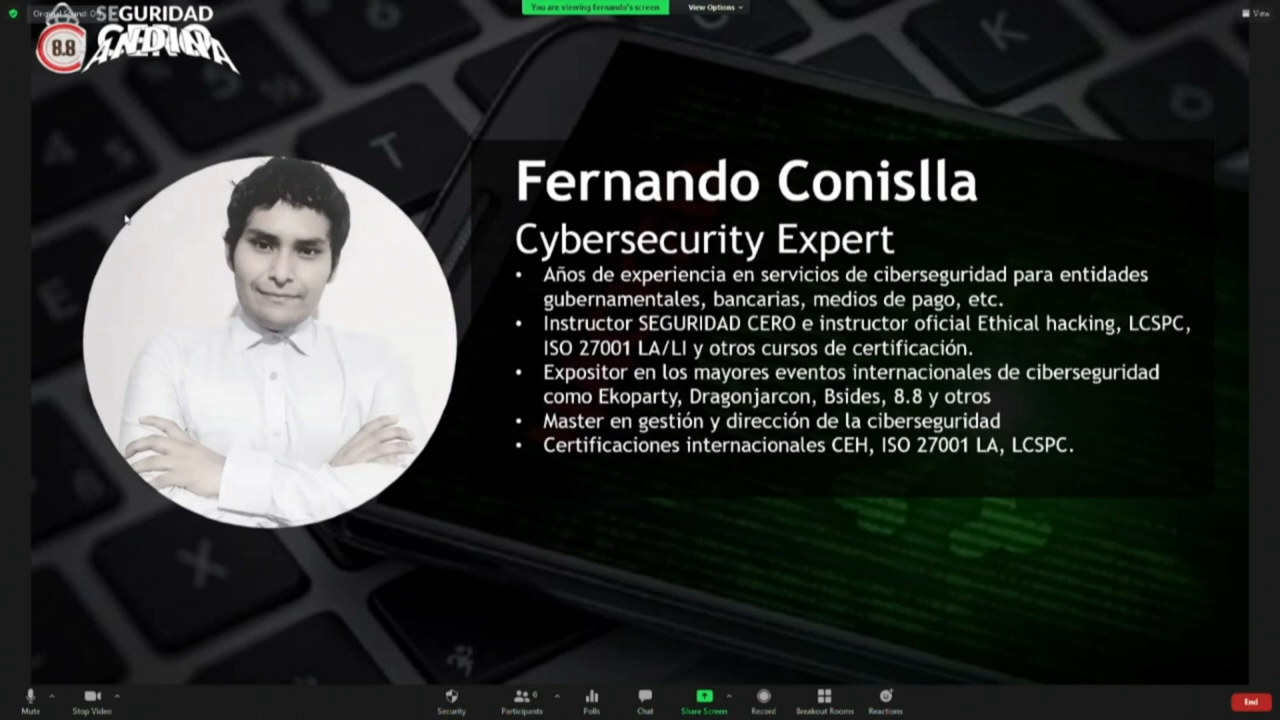 You are viewing fernando's screen
View Options
View
SEGURIDAD
8.8
T
K
E
X
Fernando Conislla
Cybersecurity Expert
• Años de experiencia en servicios de ciberseguridad para entidades
gubernamentales, bancarias, medios de pago, etc.
• Instructor SEGURIDAD CERO e instructor oficial Ethical hacking, LCSPC,
ISO 27001 LA/LI y otros cursos de certificación.
• Expositor en los mayores eventos internacionales de ciberseguridad
como Ekoparty, Dragonjarcon, Bsides, 8.8 y otros
• Master en gestión y dirección de la ciberseguridad
• Certificaciones internacionales CEH, ISO 27001 LA, LCSPC.
Mute
Stop Video
Security
Participants
6
Polls
Chat
Share Screen
Record
Breakout Rooms
Reactions
End